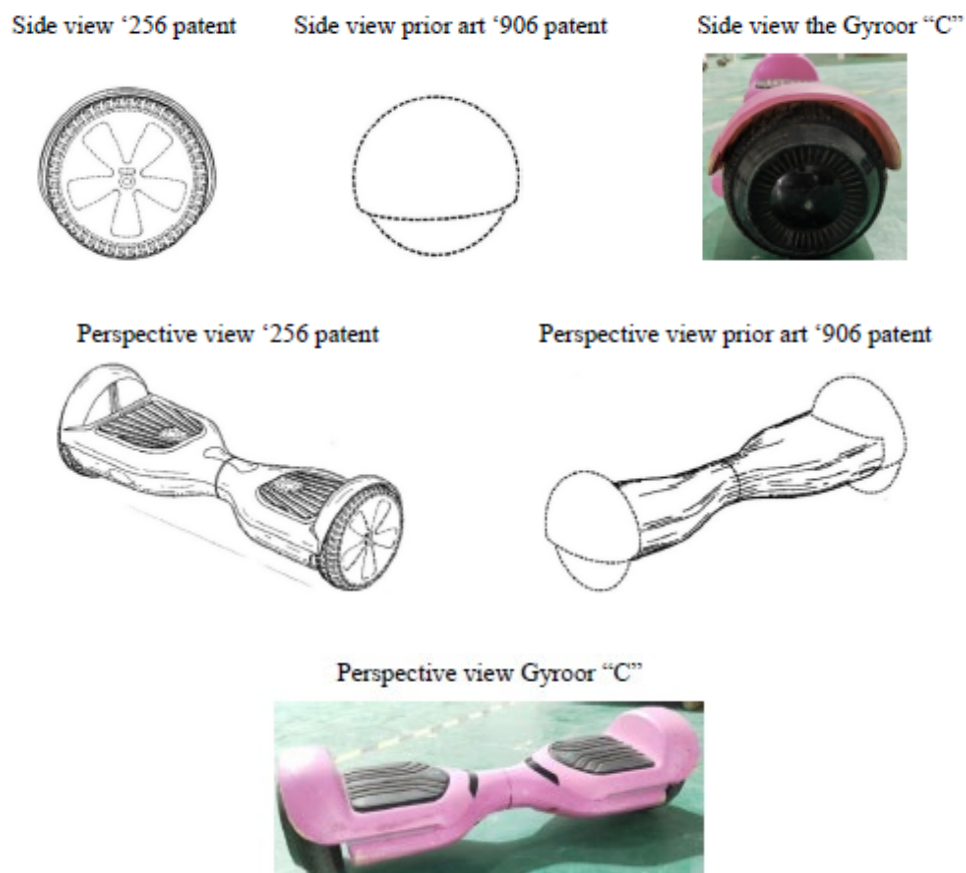 Side view ‘256 patent
Side view prior art ‘906 patent
Side view the Gyroor “C”
Perspective view ‘256 patent
Perspective view prior art ‘906 patent
Perspective view Gyroor “C”